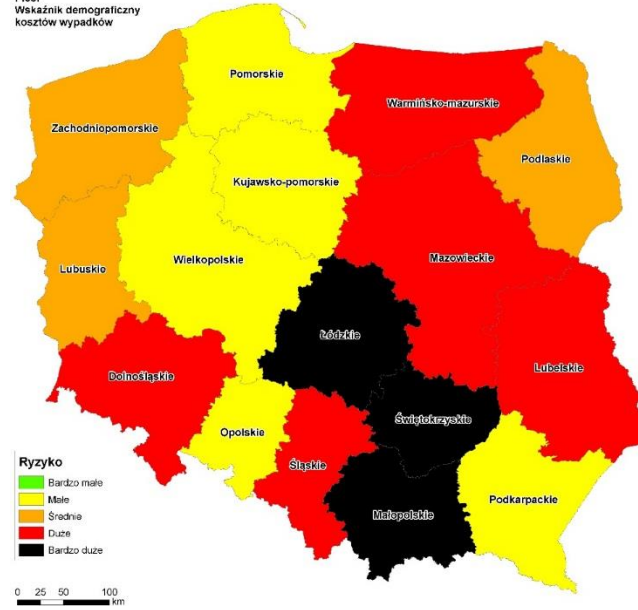 Wskaźnik demograficzny
kosztów wypadków
Pomorskie
Warmińsko-mazurskie
Zachodniopomorskie
Podlaskie
Kujawsko-pomorskie
Wielkopolskie
Mazowieckie
Lubuskie
Łódzkie
Lubelskie
Dolnośląskie
Świętokrzyskie
Opolskie
Śląskie
Małopolskie
Podkarpackie
Ryzyko
Bardzo małe
Małe
Średnie
Duże
Bardzo duże
0 25 50 100
km